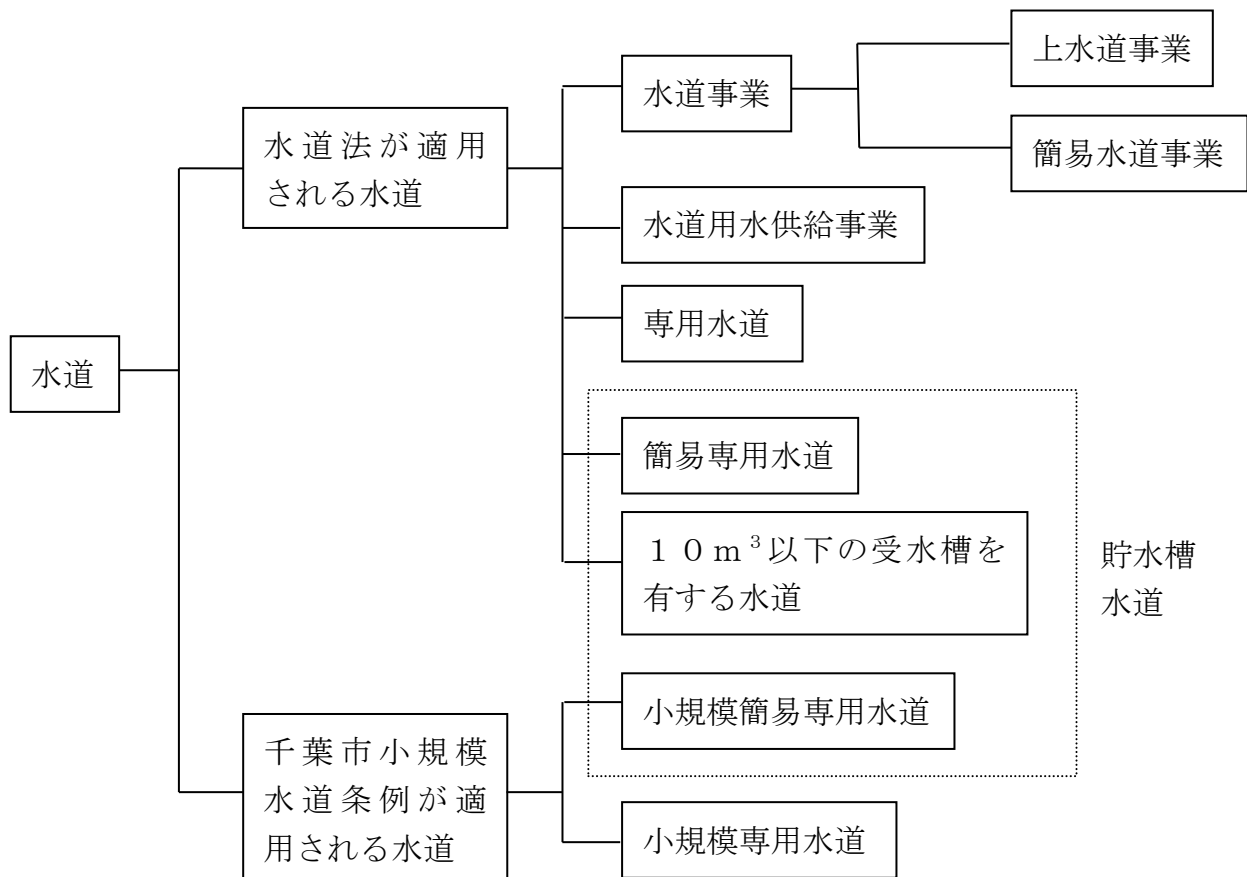 上水道事業
水道事業
簡易水道事業
水道法が適用
される水道
水道用水供給事業
専用水道
水道
簡易専用水道
１０ｍ³以下の受水槽を
有する水道
貯水槽
水道
小規模簡易専用水道
千葉市小規模
水道条例が適
用される水道
小規模専用水道